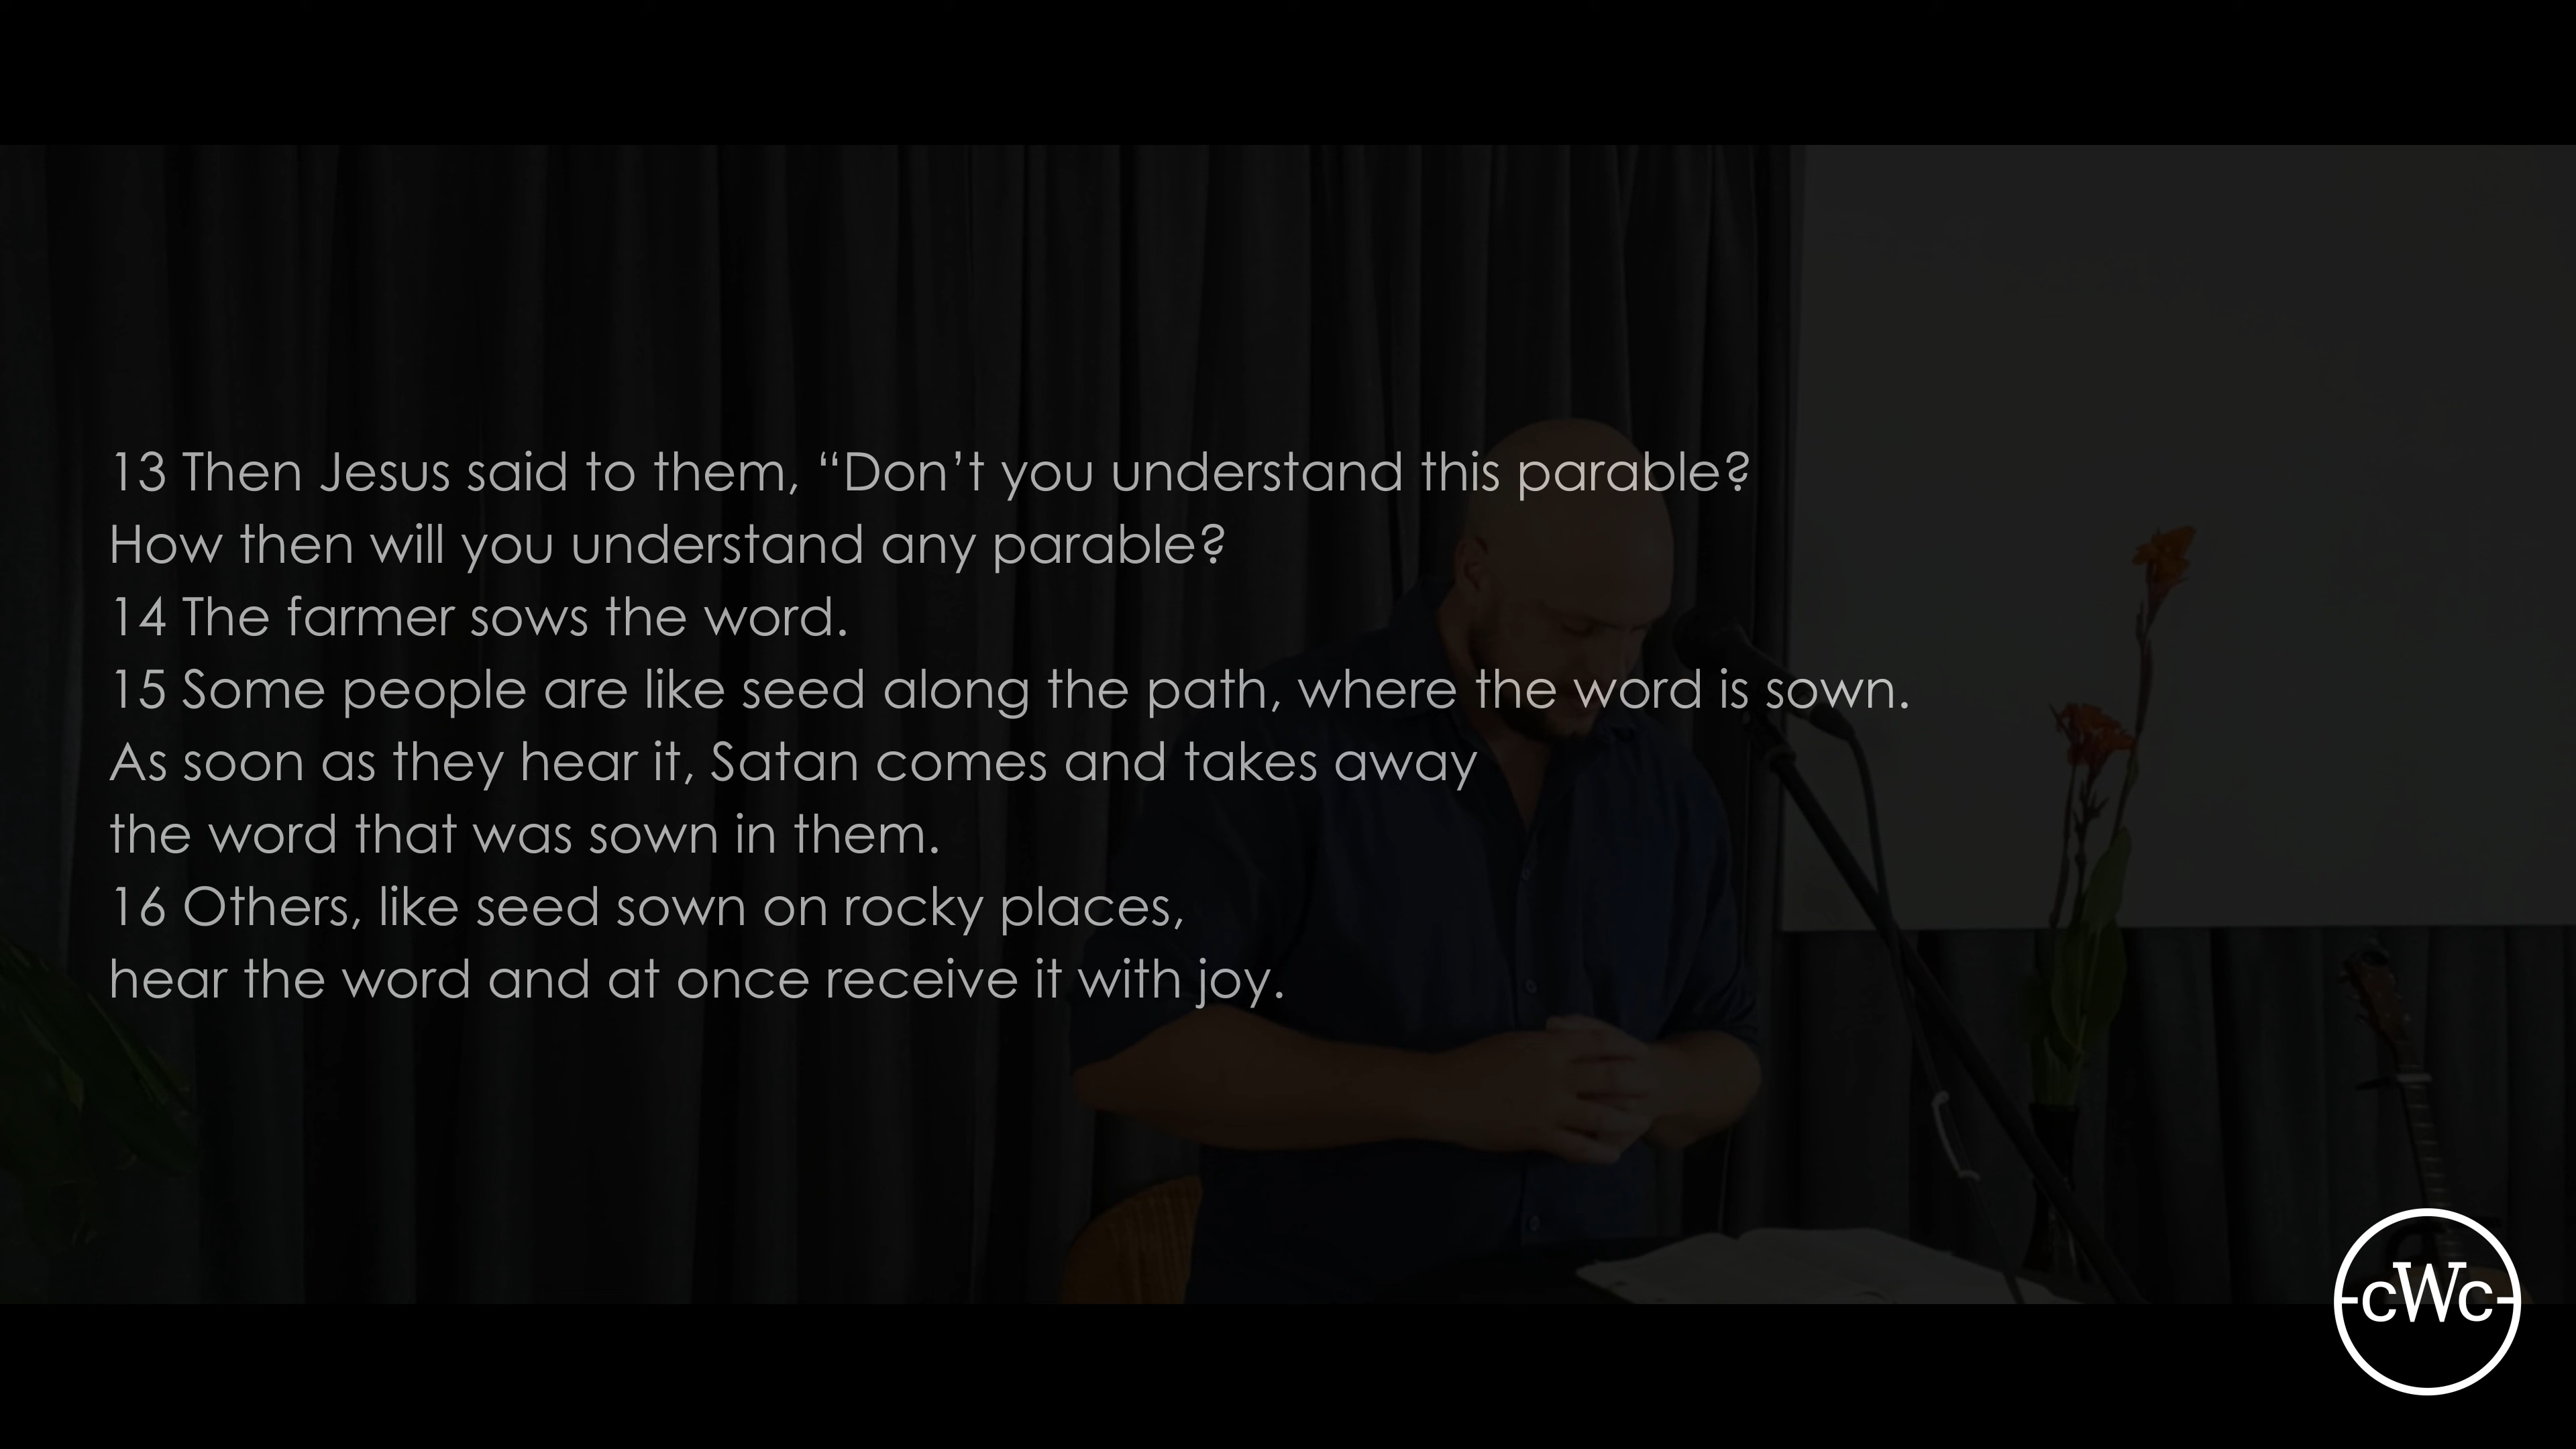 13 Then Jesus said to them, “Don’t you understand this parable?
How then will you understand any parable?
14 The farmer sows the word.
15 Some people are like seed along the path, where the word is sown.
As soon as they hear it, Satan comes and takes away
the word that was sown in them.
16 Others, like seed sown on rocky places,
hear the word and at once receive it with joy.
-cWc-